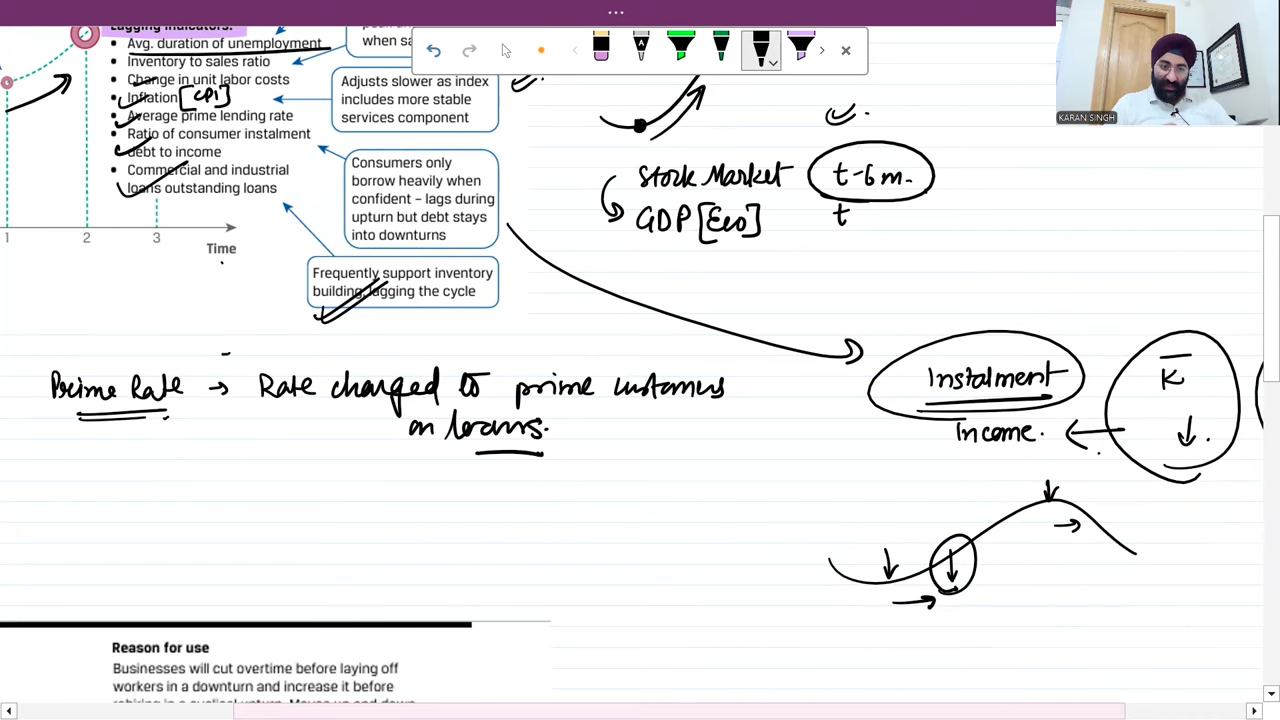 Lagging indicators:
Avg. duration of unemployment
Inventory to sales ratio
Change in unit labor costs
Inflation [CPI]
Average prime lending rate
Ratio of consumer instalment
debt to income
Commercial and industrial
loans outstanding loans
1 2 3
Time
when sa
Adjusts slower as index
includes more stable
services component
Consumers only
borrow heavily when
confident – lags during
upturn but debt stays
into downturns
Frequently support inventory
building, lagging the cycle
Stock Market t-6m.
GDP [Eco] t
KARAN SINGH
Prime Rate → Rate charged to prime customers
on loans.
Instalment
Income.
K
Reason for use
Businesses will cut overtime before laying off
workers in a downturn and increase it before